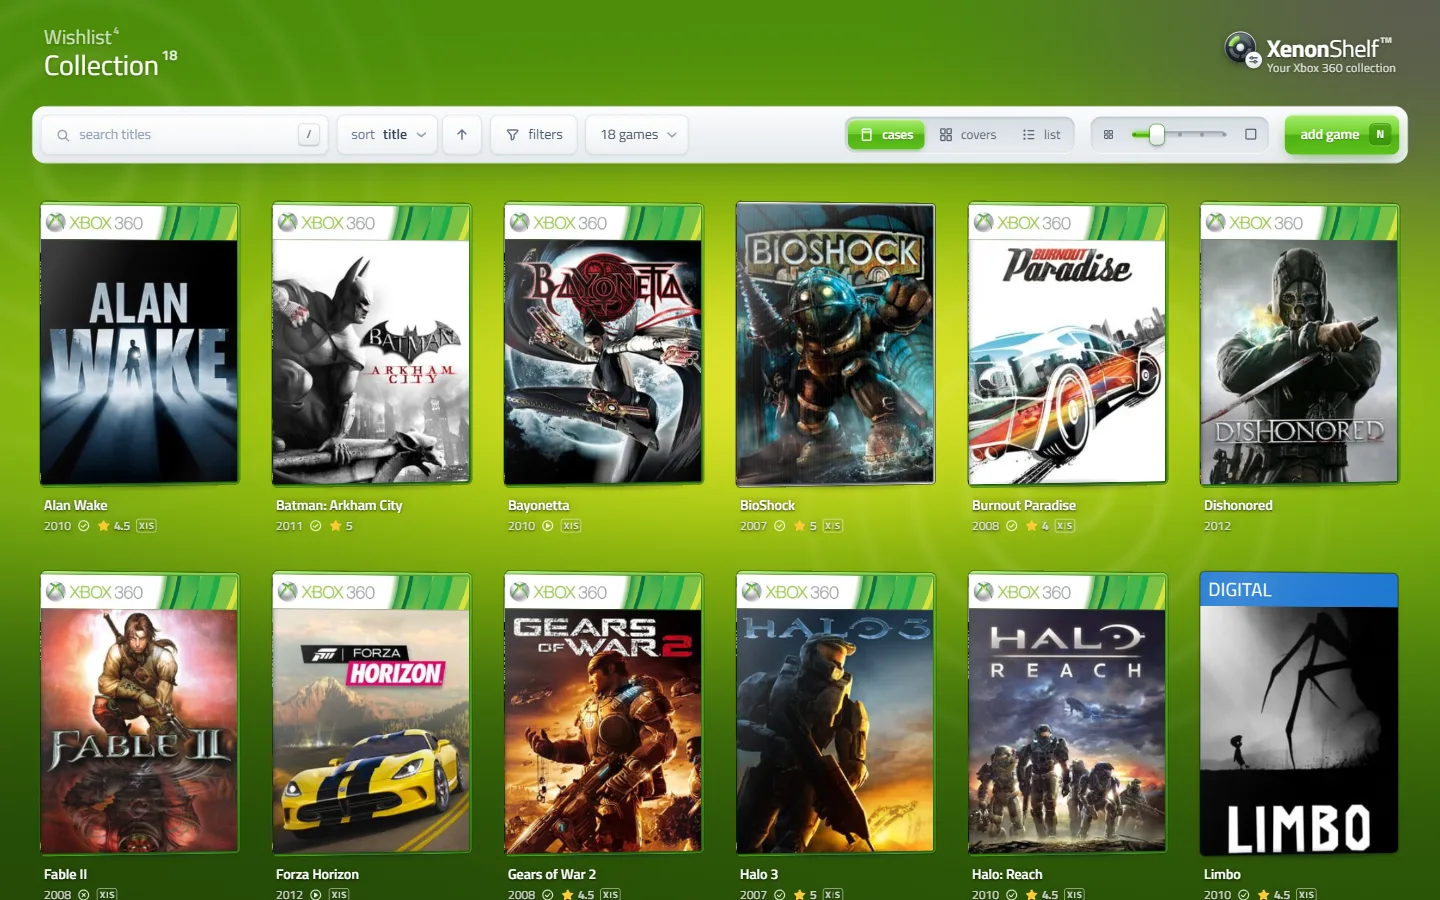 Wishlist 4
Collection 18
XenonShelf™
Your Xbox 360 collection
search titles /
sort title
filters
18 games
cases
covers
list
add game N
XBOX 360
ALAN
WAKE
XBOX 360
BATMAN
ARKHAM
CITY
XBOX 360
BAYONETTA
BIOSHOCK
XBOX 360
BURNOUT
Paradise
XBOX 360
DISHONORED
Alan Wake
2010 4.5 X|S
Batman: Arkham City
2011 5
Bayonetta
2010 X|S
BioShock
2007 5 X|S
Burnout Paradise
2008 4 X|S
Dishonored
2012
XBOX 360
FABLE II
XBOX 360
FORZA
HORIZON
XBOX 360
GEARS
OF WAR 2
XBOX 360
HALO 3
XBOX 360
HALO
REACH
DIGITAL
LIMBO
Fable II
2008 X|S
Forza Horizon
2012 X|S
Gears of War 2
2008 4.5 X|S
Halo 3
2007 5 X|S
Halo: Reach
2010 4.5 X|S
Limbo
2010 4.5 X|S